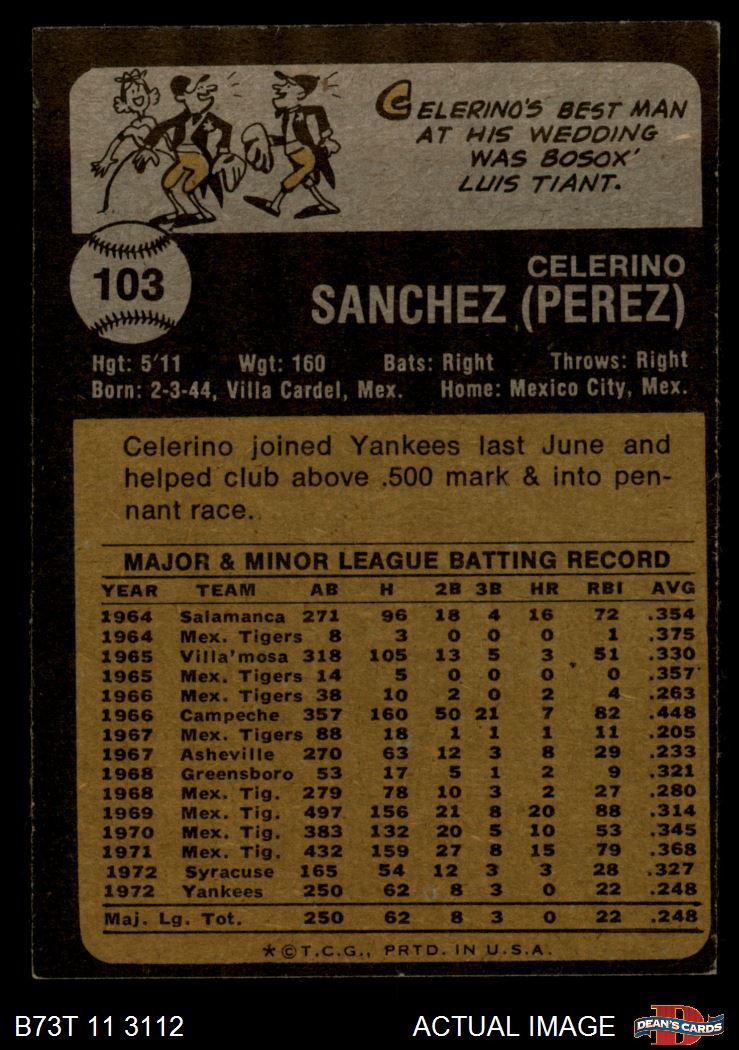 CELERINO'S BEST MAN
AT HIS WEDDING
WAS BOSOX'
LUIS TIANT.
103
CELERINO
SANCHEZ (PEREZ)
Hgt: 5'11 Wgt: 160 Bats: Right Throws: Right
Born: 2-3-44, Villa Cardel, Mex. Home: Mexico City, Mex.
Celerino joined Yankees last June and
helped club above .500 mark & into pen-
nant race.
MAJOR & MINOR LEAGUE BATTING RECORD
YEAR TEAM AB H 2B 3B HR RBI AVG
1964 Salamanca 271 96 18 4 16 72 .354
1964 Mex. Tigers 8 3 0 0 0 1 .375
1965 Villa'mosa 318 105 13 5 3 51 .330
1965 Mex. Tigers 14 5 0 0 0 0 .357
1966 Mex. Tigers 38 10 2 0 2 4 .263
1966 Campeche 357 160 50 21 7 82 .448
1967 Mex. Tigers 88 18 1 1 1 11 .205
1967 Asheville 270 63 12 3 8 29 .233
1968 Greensboro 53 17 5 1 2 9 .321
1968 Mex. Tig. 279 78 10 3 2 27 .280
1969 Mex. Tig. 497 156 21 8 20 88 .314
1970 Mex. Tig. 383 132 20 5 10 53 .345
1971 Mex. Tig. 432 159 27 8 15 79 .368
1972 Syracuse 165 54 12 3 3 28 .327
1972 Yankees 250 62 8 3 0 22 .248
Maj. Lg. Tot. 250 62 8 3 0 22 .248
*©T.C.G., PRTD. IN U.S.A.
B73T 11 3112 ACTUAL IMAGE
D
DEAN'S CARDS